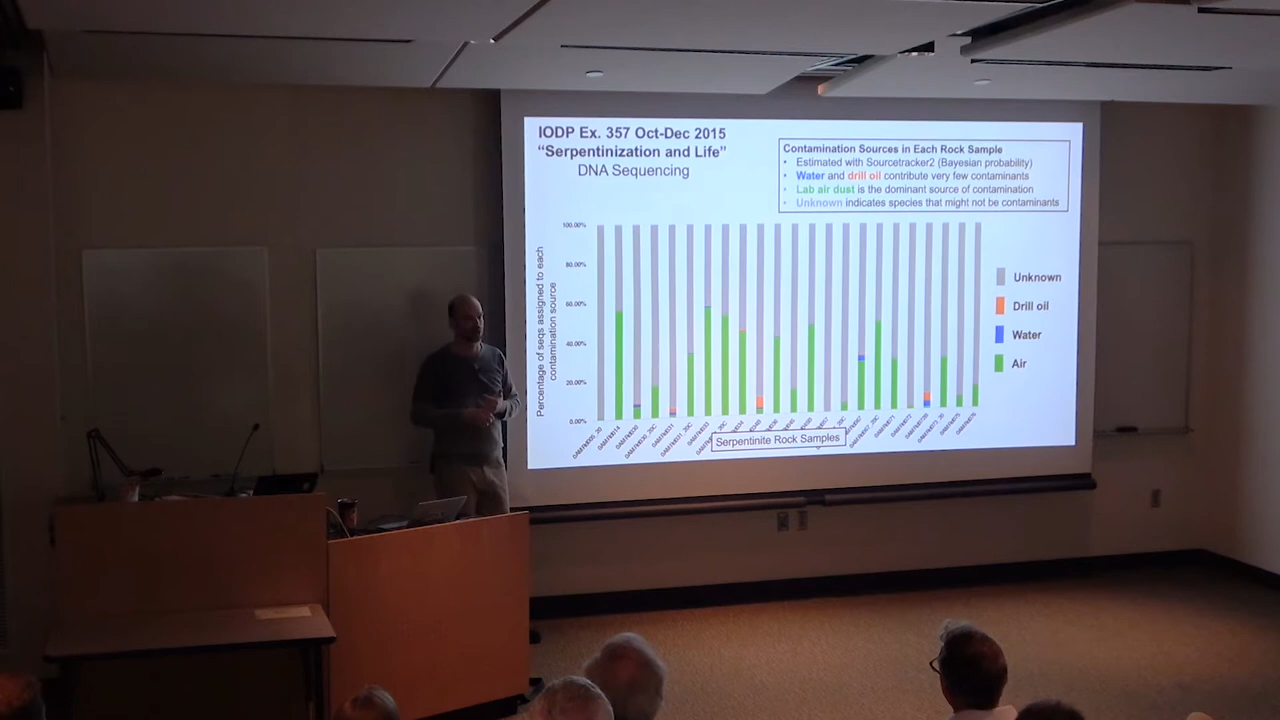 IODP Ex. 357 Oct-Dec 2015
“Serpentinization and Life”
DNA Sequencing
Contamination Sources in Each Rock Sample
• Estimated with Sourcetracker2 (Bayesian probability)
• Water and drill oil contribute very few contaminants
• Lab air dust is the dominant source of contamination
• Unknown indicates species that might not be contaminants
Percentage of seqs assigned to each
contamination source
100.00%
80.00%
60.00%
40.00%
20.00%
0.00%
Serpentinite Rock Samples
Unknown
Drill oil
Water
Air